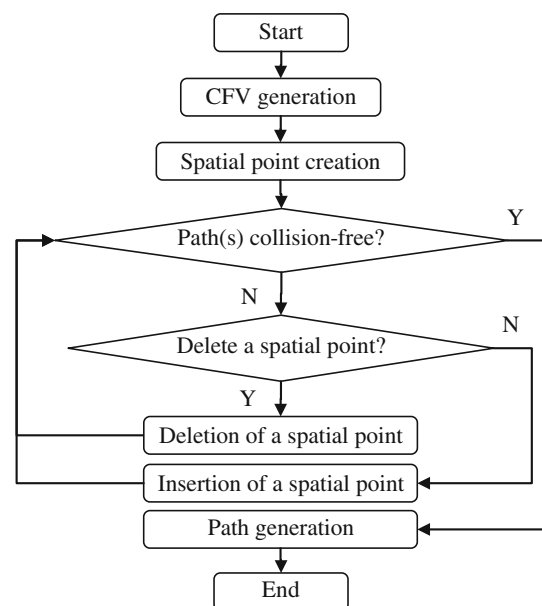 Start
CFV generation
Spatial point creation
Path(s) collision-free?
Y
N
Delete a spatial point?
N
Y
Deletion of a spatial point
Insertion of a spatial point
Path generation
End